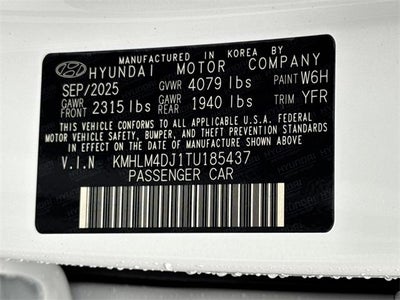 MANUFACTURED IN KOREA BY
HYUNDAI MOTOR COMPANY
SEP/2025 GVWR 4079 lbs PAINT W6H
GAWR FRONT 2315 lbs GAWR REAR 1940 lbs TRIM YFR
THIS VEHICLE CONFORMS TO ALL APPLICABLE U.S. FEDERAL
MOTOR VEHICLE SAFETY, BUMPER, AND THEFT PREVENTION STANDARDS
IN EFFECT ON THE DATE OF MANUFACTURE SHOWN ABOVE.
V.I.N KMHLM4DJ1TU185437
PASSENGER CAR